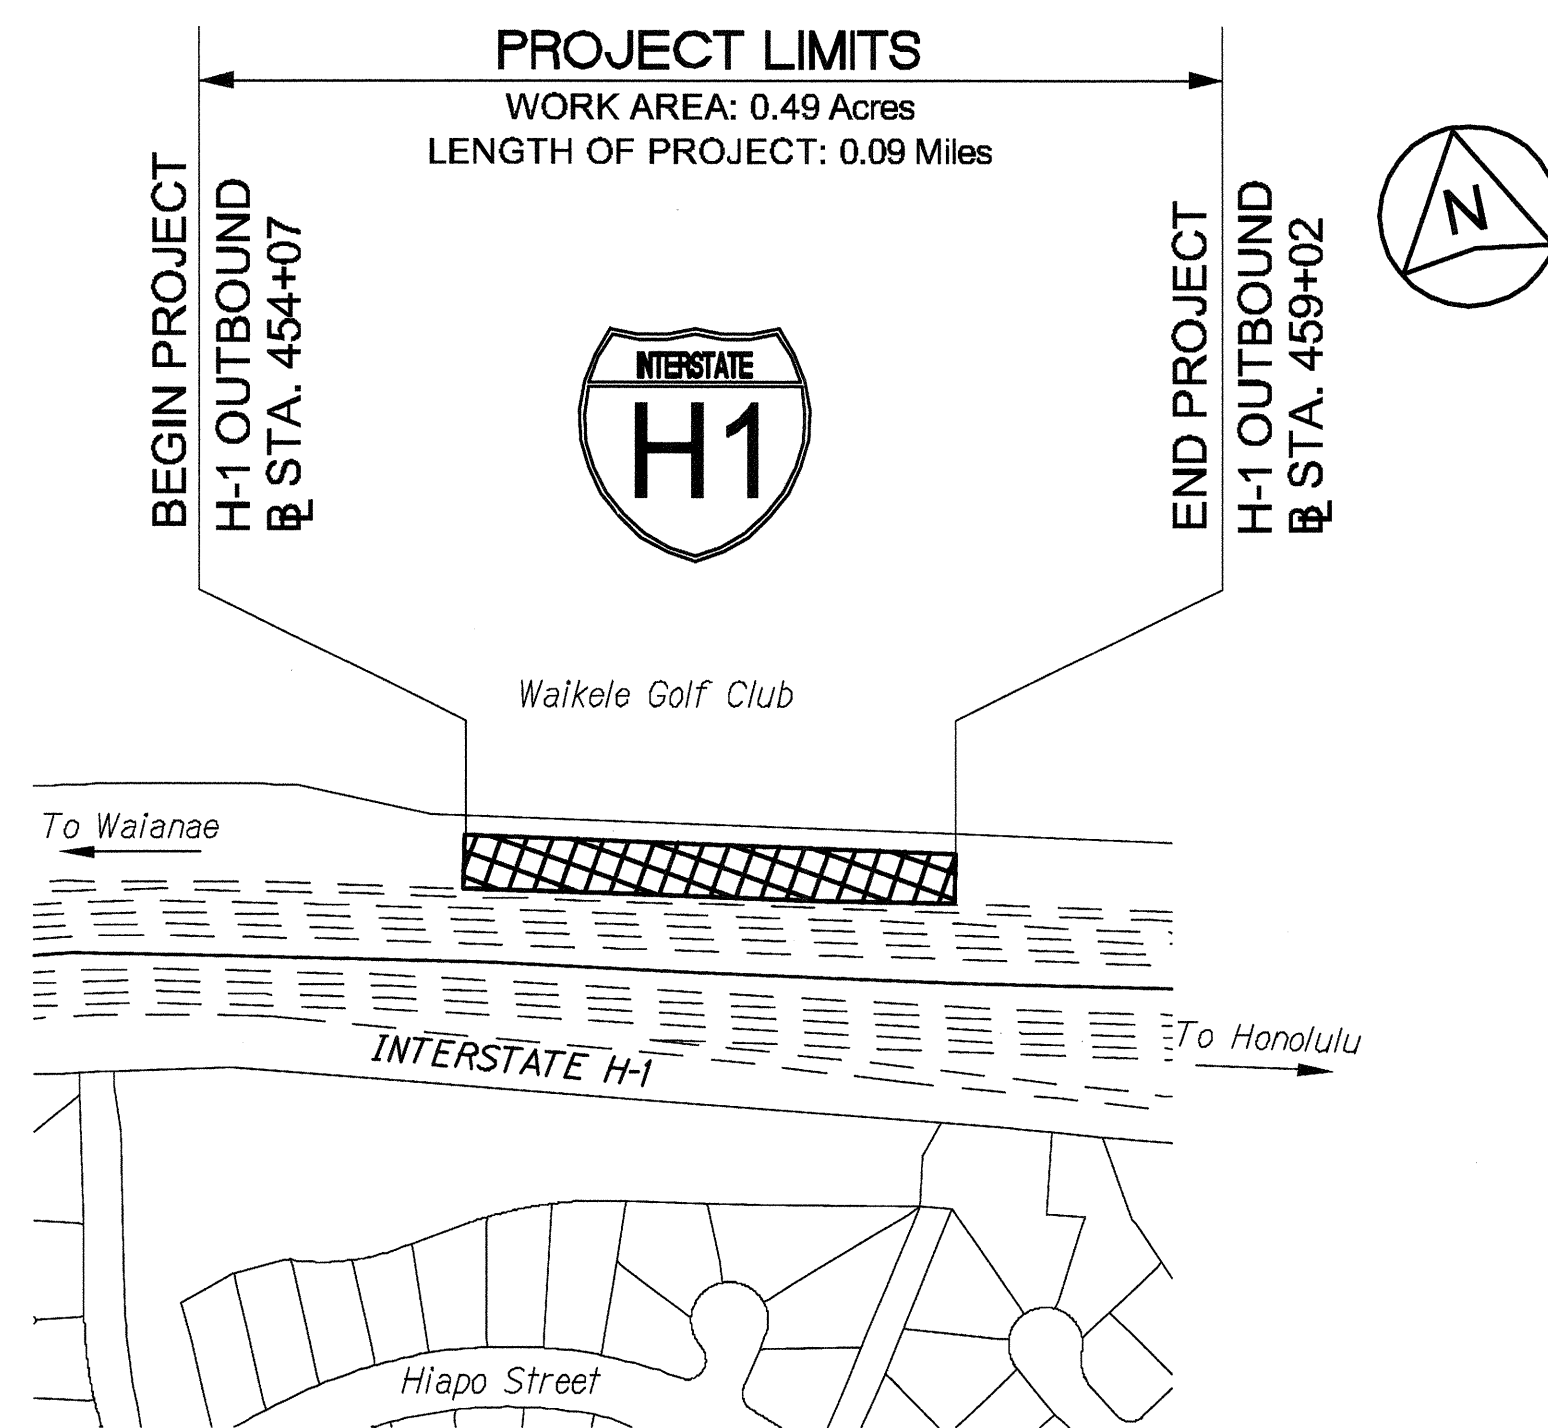 PROJECT LIMITS
WORK AREA: 0.49 Acres
LENGTH OF PROJECT: 0.09 Miles
BEGIN PROJECT
H-1 OUTBOUND
BL STA. 454+07
END PROJECT
H-1 OUTBOUND
BL STA. 459+02
N
INTERSTATE
H1
Waikele Golf Club
To Waianae
To Honolulu
INTERSTATE H-1
Hiapo Street